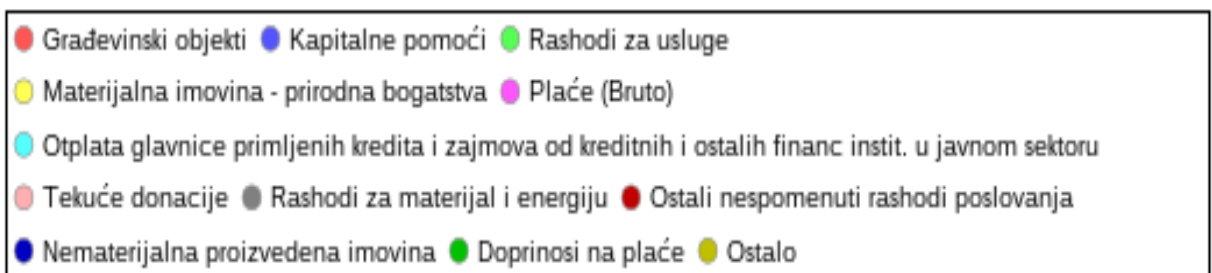 Građevinski objekti Kapitalne pomoći Rashodi za usluge
Materijalna imovina - prirodna bogatstva Plaće (Bruto)
Otplata glavnice primljenih kredita i zajmova od kreditnih i ostalih financ instit. u javnom sektoru
Tekuće donacije Rashodi za materijal i energiju Ostali nespomenuti rashodi poslovanja
Nematerijalna proizvedena imovina Doprinosi na plaće Ostalo